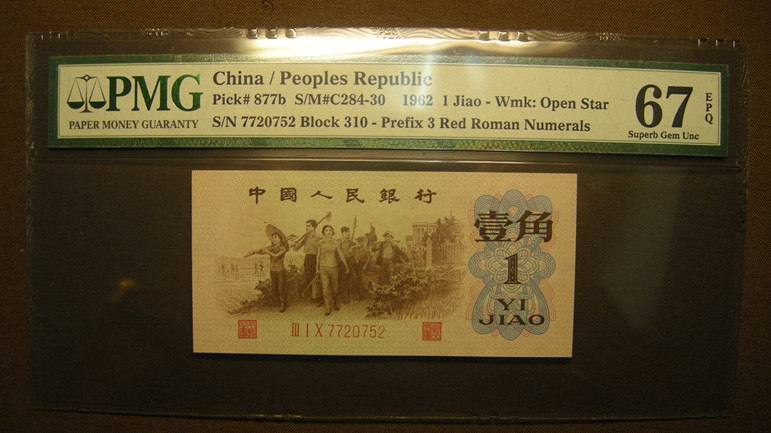 PMG
PAPER MONEY GUARANTY
China / Peoples Republic
Pick# 877b S/M#C284-30 1962 1 Jiao - Wmk: Open Star
S/N 7720752 Block 310 - Prefix 3 Red Roman Numerals
67 EPQ
Superb Gem Unc
中國人民銀行
壹角
1
YI
JIAO
III I X 7720752